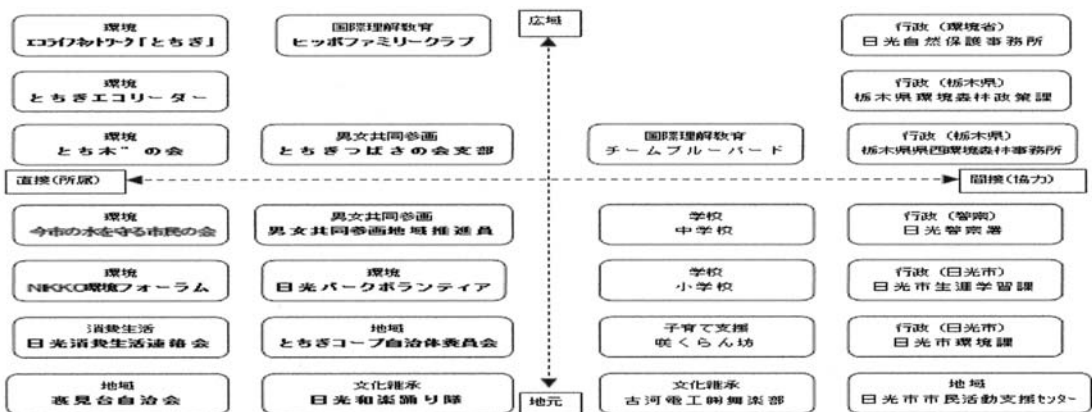 環境
エコライフネットワーク「とちぎ」
国際理解教育
ヒッポファミリークラブ
広域
行政（環境省）
日光自然保護事務所
環境
とちぎエコリーダー
行政（栃木県）
栃木県環境森林政策課
環境
とち木"の会
男女共同参画
とちぎつばさの会支部
国際理解教育
チームブルーバード
行政（栃木県）
栃木県県西環境森林事務所
直接(所属)
間接(協力)
環境
今市の水を守る市民の会
男女共同参画
男女共同参画地域推進員
学校
中学校
行政（警察）
日光警察署
環境
NIKKO環境フォーラム
環境
日光パークボランティア
学校
小学校
行政（日光市）
日光市生涯学習課
消費生活
日光消費生活連絡会
地域
とちぎコープ自治体委員会
子育て支援
咲くらん坊
行政（日光市）
日光市環境課
地域
自治会
文化継承
日光和楽踊り隊
地元
文化継承
古河電工㈱舞楽部
地域
日光市市民活動支援センター